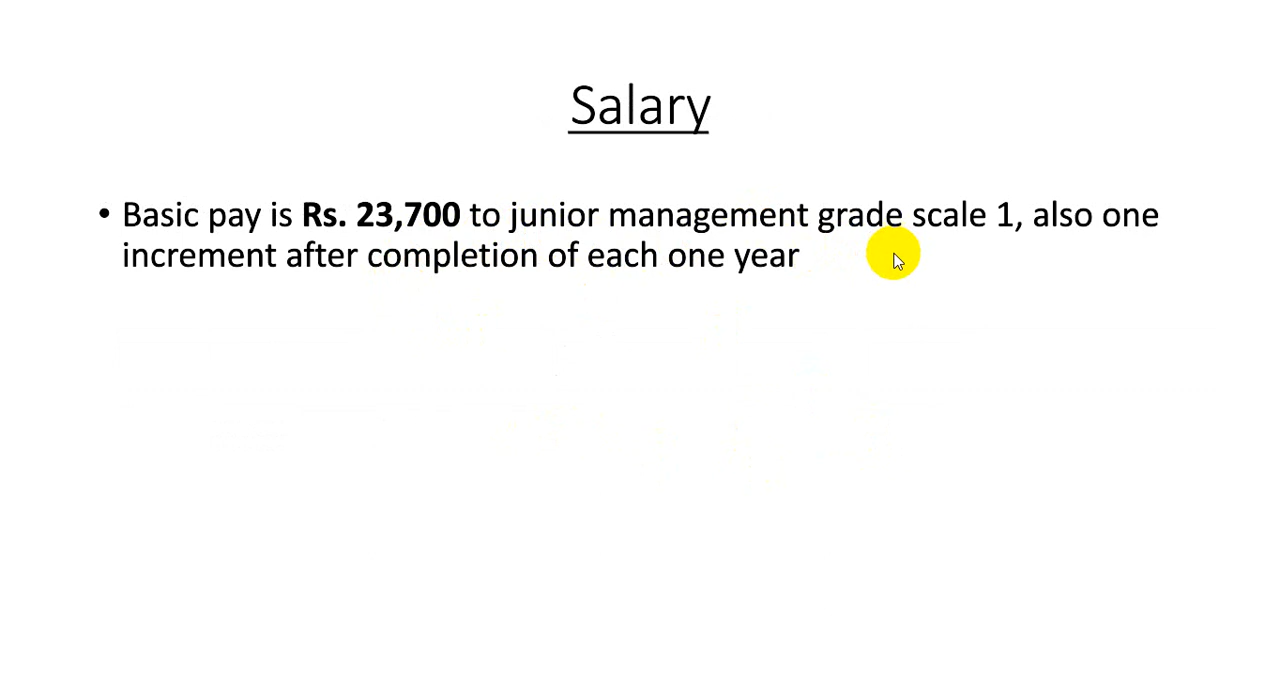 Salary
• Basic pay is Rs. 23,700 to junior management grade scale 1, also one
increment after completion of each one year